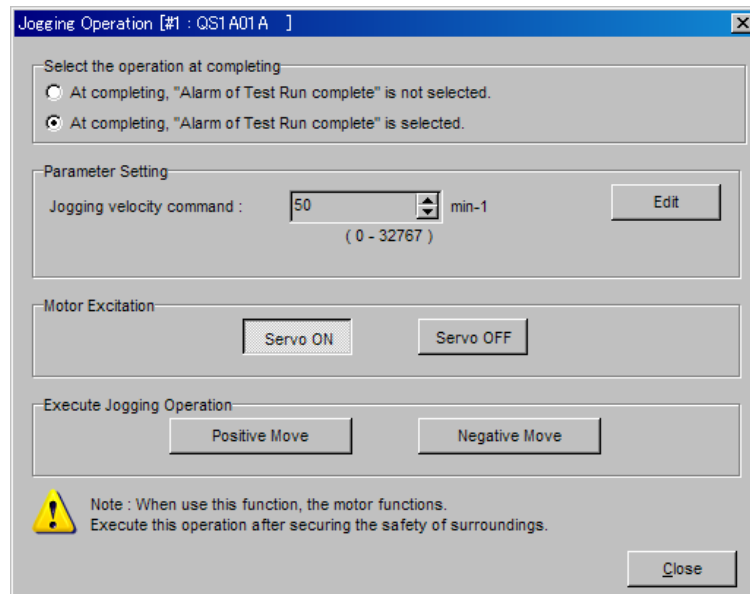 Jogging Operation [#1 : QS1A01A ]
Select the operation at completing
At completing, "Alarm of Test Run complete" is not selected.
At completing, "Alarm of Test Run complete" is selected.
Parameter Setting
Jogging velocity command : 50 min-1 Edit
( 0 - 32767 )
Motor Excitation
Servo ON Servo OFF
Execute Jogging Operation
Positive Move Negative Move
Note : When use this function, the motor functions.
Execute this operation after securing the safety of surroundings.
Close